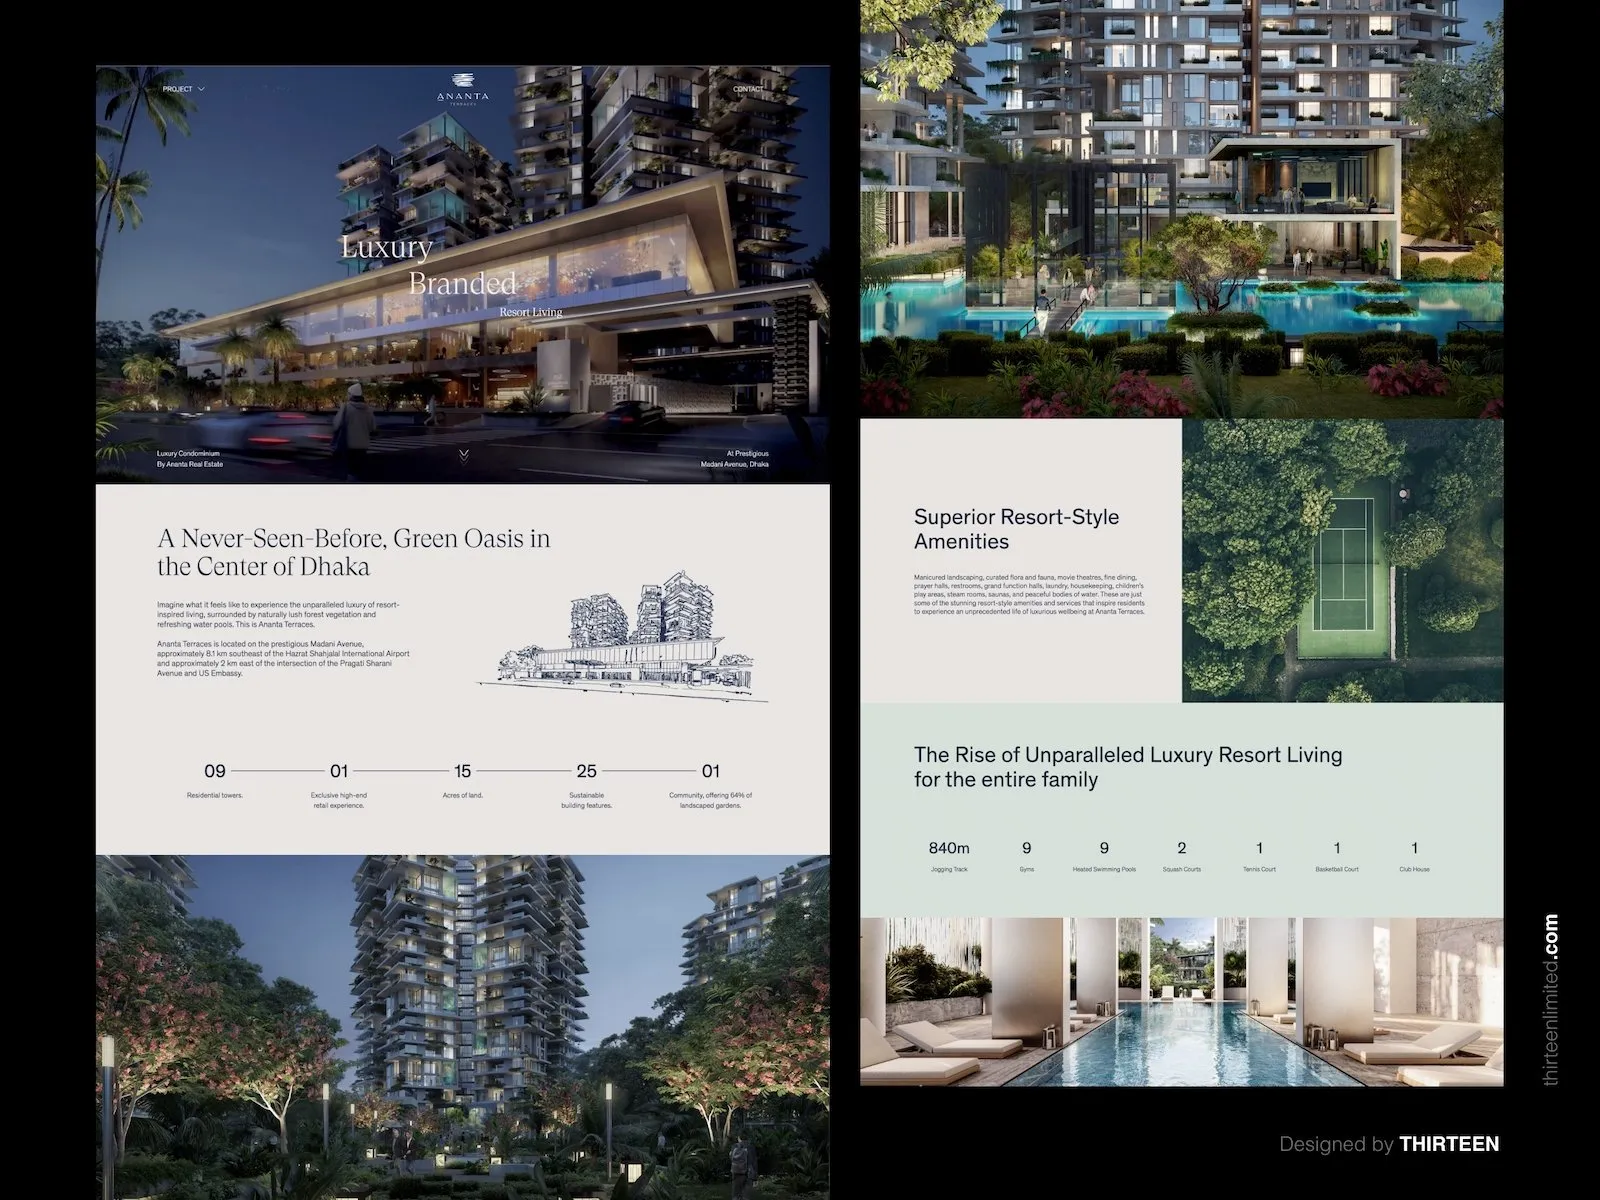 PROJECT
ANANTA
TERRACES
CONTACT
Luxury
Branded
Resort Living
Luxury Condominium
By Ananta Real Estate
At Prestigious
Madani Avenue, Dhaka
A Never-Seen-Before, Green Oasis in
the Center of Dhaka
Imagine what it feels like to experience the unparalleled luxury of resort-
inspired living, surrounded by naturally lush forest vegetation and
refreshing water pools. This is Ananta Terraces.
Ananta Terraces is located on the prestigious Madani Avenue,
approximately 8.1 km southeast of the Hazrat Shahjalal International Airport
and approximately 2 km east of the intersection of the Pragati Sharani
Avenue and US Embassy.
09
Residential towers.
01
Exclusive high-end
retail experience.
15
Acres of land.
25
Sustainable
building features.
01
Community, offering 64% of
landscaped gardens.
Superior Resort-Style
Amenities
Manicured landscaping, curated flora and fauna, movie theatres, fine dining,
prayer halls, restrooms, grand function halls, laundry, housekeeping, children's
play areas, steam rooms, saunas, and peaceful bodies of water. These are just
some of the stunning resort-style amenities and services that inspire residents
to experience an unprecedented life of luxurious wellbeing at Ananta Terraces.
The Rise of Unparalleled Luxury Resort Living
for the entire family
840m
Jogging Track
9
Gyms
9
Heated Swimming Pools
2
Squash Courts
1
Tennis Court
1
Basketball Court
1
Club House
thirteenlimited.com
Designed by THIRTEEN